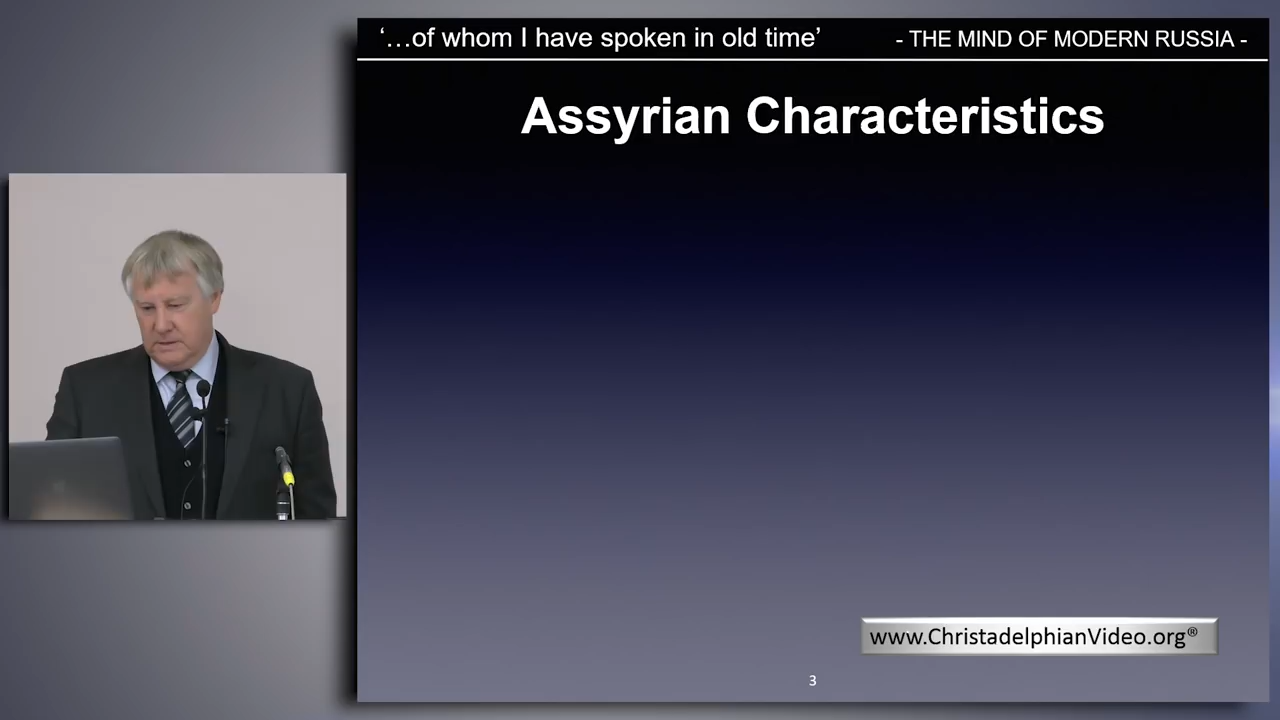 ‘…of whom I have spoken in old time’ - THE MIND OF MODERN RUSSIA -
Assyrian Characteristics
www.ChristadelphianVideo.org®
3